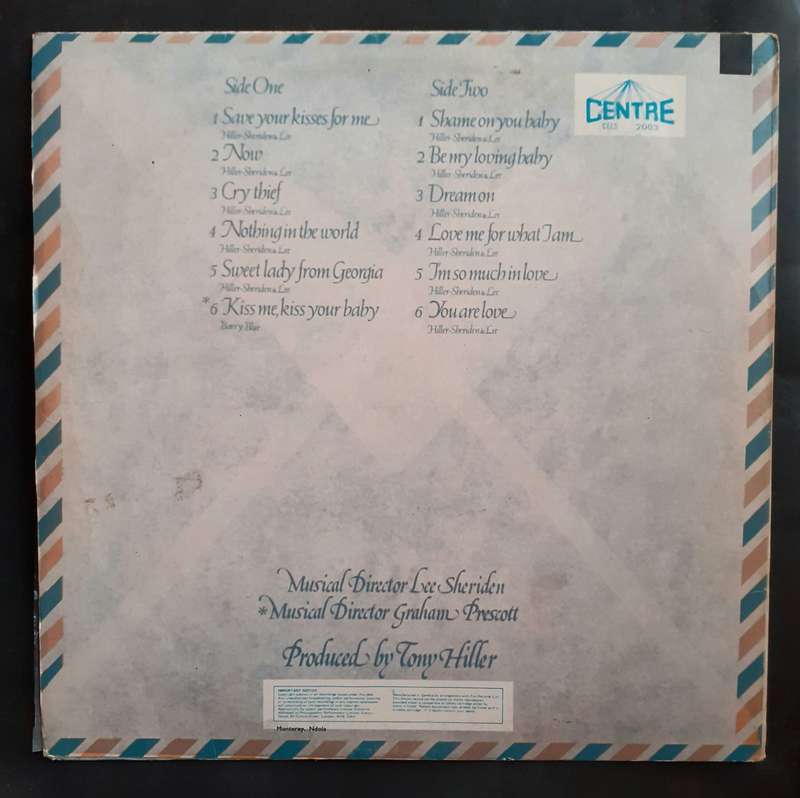 Side One
1 Save your kisses for me
Hiller-Sheriden & Lee
2 Now
Hiller-Sheriden & Lee
3 Cry thief
Hiller-Sheriden & Lee
4 Nothing in the world
Hiller-Sheriden & Lee
5 Sweet lady from Georgia
Hiller-Sheriden & Lee
*6 Kiss me, kiss your baby
Barry Blue
Side Two
1 Shame on you baby
Hiller-Sheriden & Lee
2 Be my loving baby
Hiller-Sheriden & Lee
3 Dream on
Hiller-Sheriden & Lee
4 Love me for what I am
Hiller-Sheriden & Lee
5 I'm so much in love
Hiller-Sheriden & Lee
6 You are love
Hiller-Sheriden & Lee
CENTRE
2003
Musical Director Lee Sheriden
*Musical Director Graham Prescott
Produced by Tony Hiller
IMPORTANT NOTICE
Monterey, Ndola